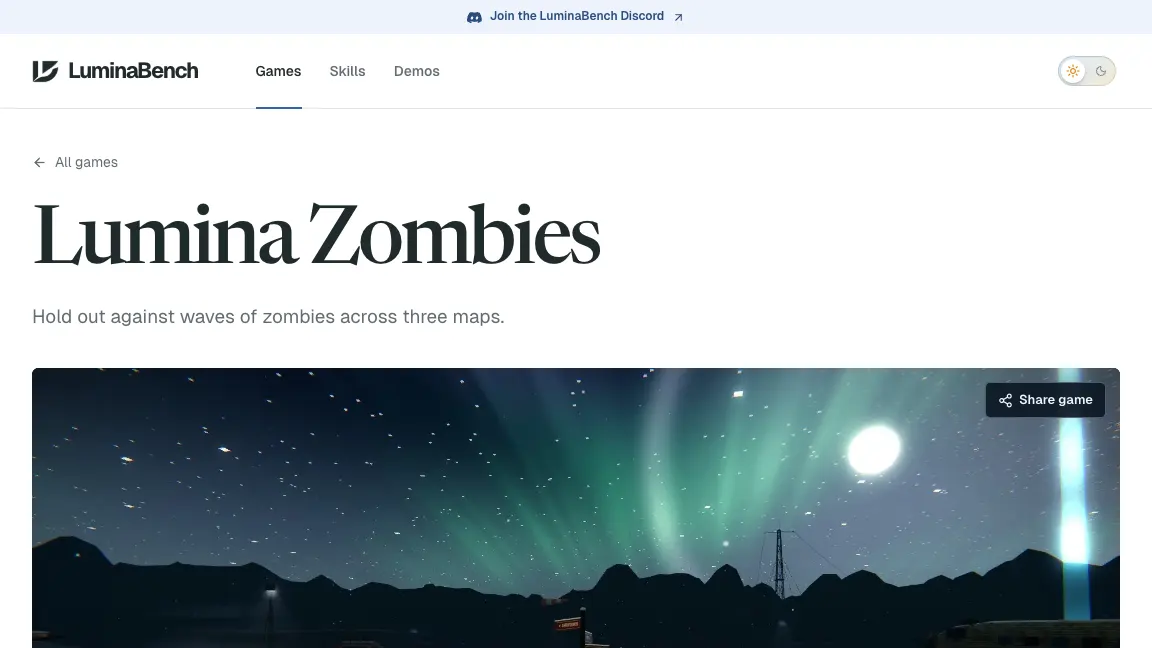 Join the LuminaBench Discord
LuminaBench
Games
Skills
Demos
All games
Lumina Zombies
Hold out against waves of zombies across three maps.
Share game